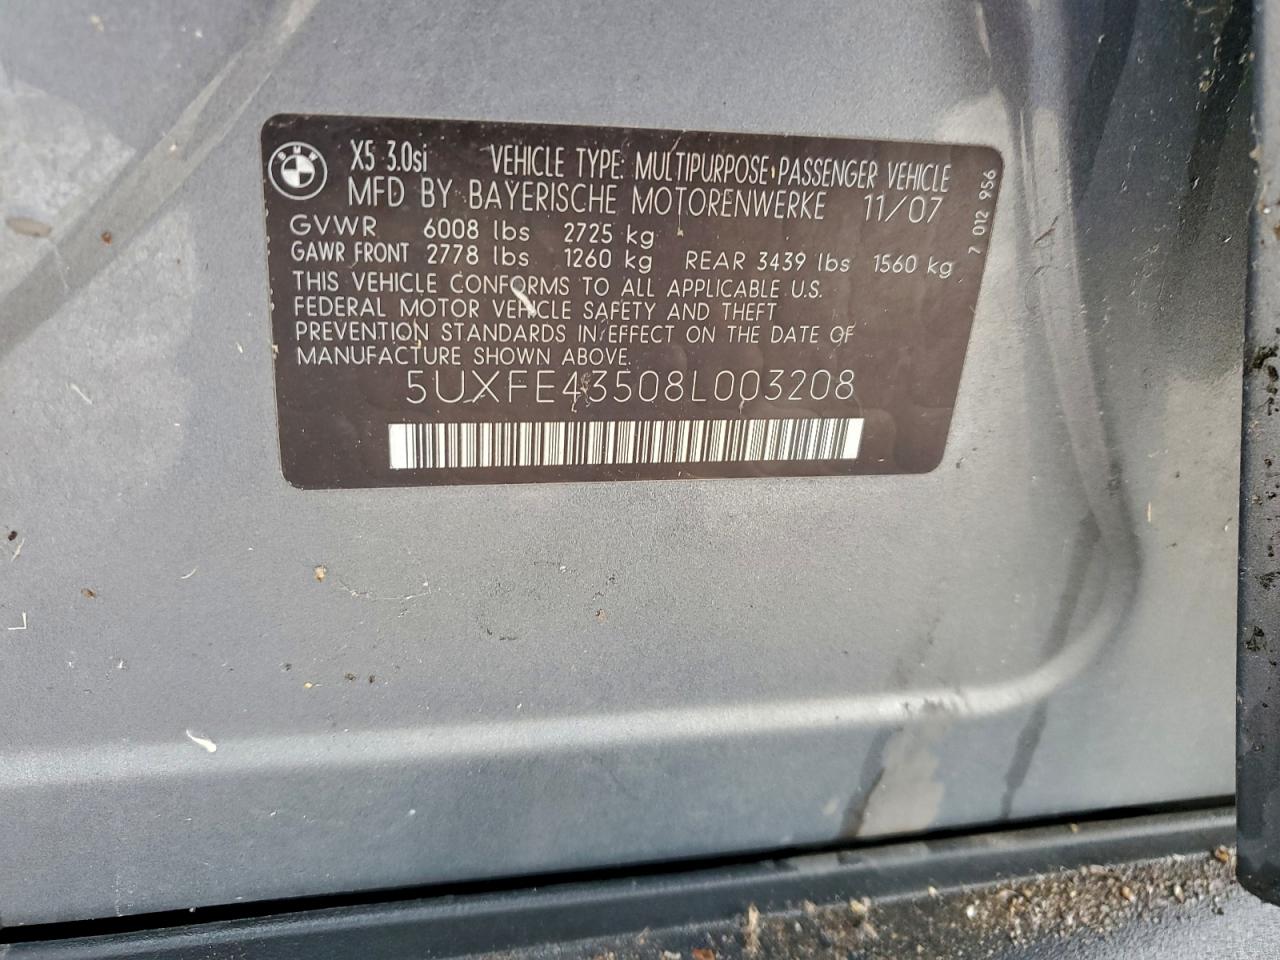 BMW X5 3.0si VEHICLE TYPE: MULTIPURPOSE PASSENGER VEHICLE
MFD BY BAYERISCHE MOTORENWERKE 11/07
GVWR 6008 lbs 2725 kg
GAWR FRONT 2778 lbs 1260 kg REAR 3439 lbs 1560 kg
THIS VEHICLE CONFORMS TO ALL APPLICABLE U.S.
FEDERAL MOTOR VEHICLE SAFETY AND THEFT
PREVENTION STANDARDS IN EFFECT ON THE DATE OF
MANUFACTURE SHOWN ABOVE.
5UXFE43508L003208
7 012 956